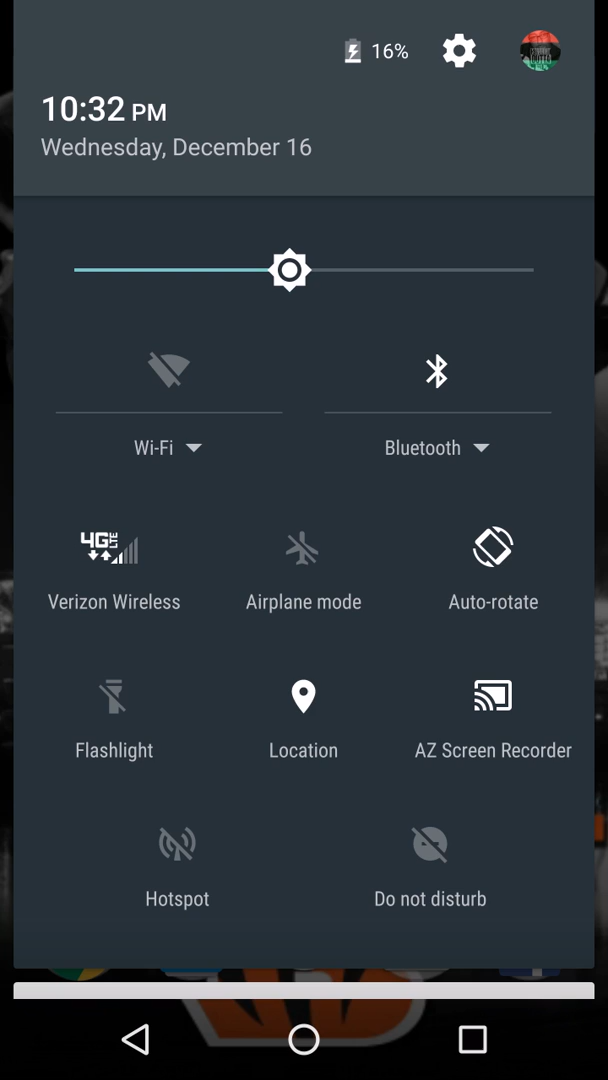 16%
10:32 PM
Wednesday, December 16
Wi-Fi
Bluetooth
4G LTE
Verizon Wireless
Airplane mode
Auto-rotate
Flashlight
Location
AZ Screen Recorder
Hotspot
Do not disturb